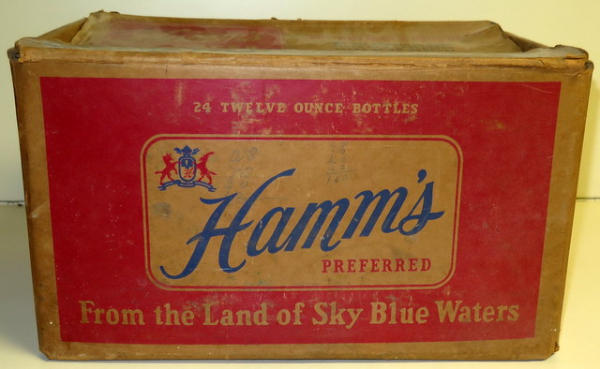 24 TWELVE OUNCE BOTTLES
Hamm's
PREFERRED
From the Land of Sky Blue Waters